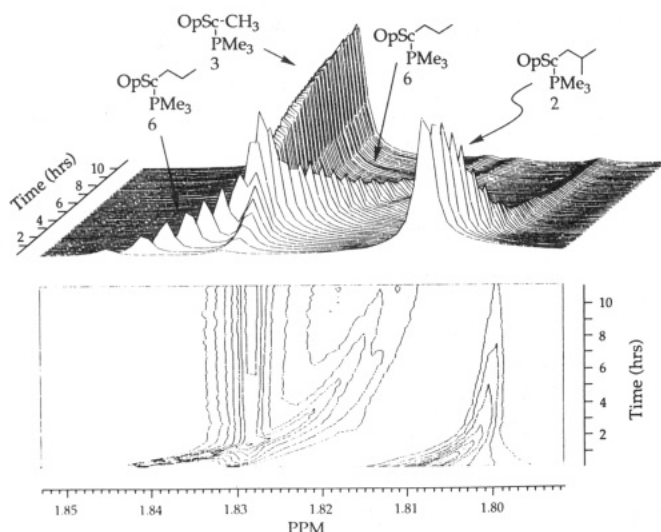 OpSc-CH3
PMe3
3
OpSc
PMe3
6
OpSc
PMe3
6
OpSc
PMe3
2
Time (hrs)
2 4 6 8 10
10
8
6
4
2
Time (hrs)
1.85 1.84 1.83 1.82 1.81 1.80
PPM